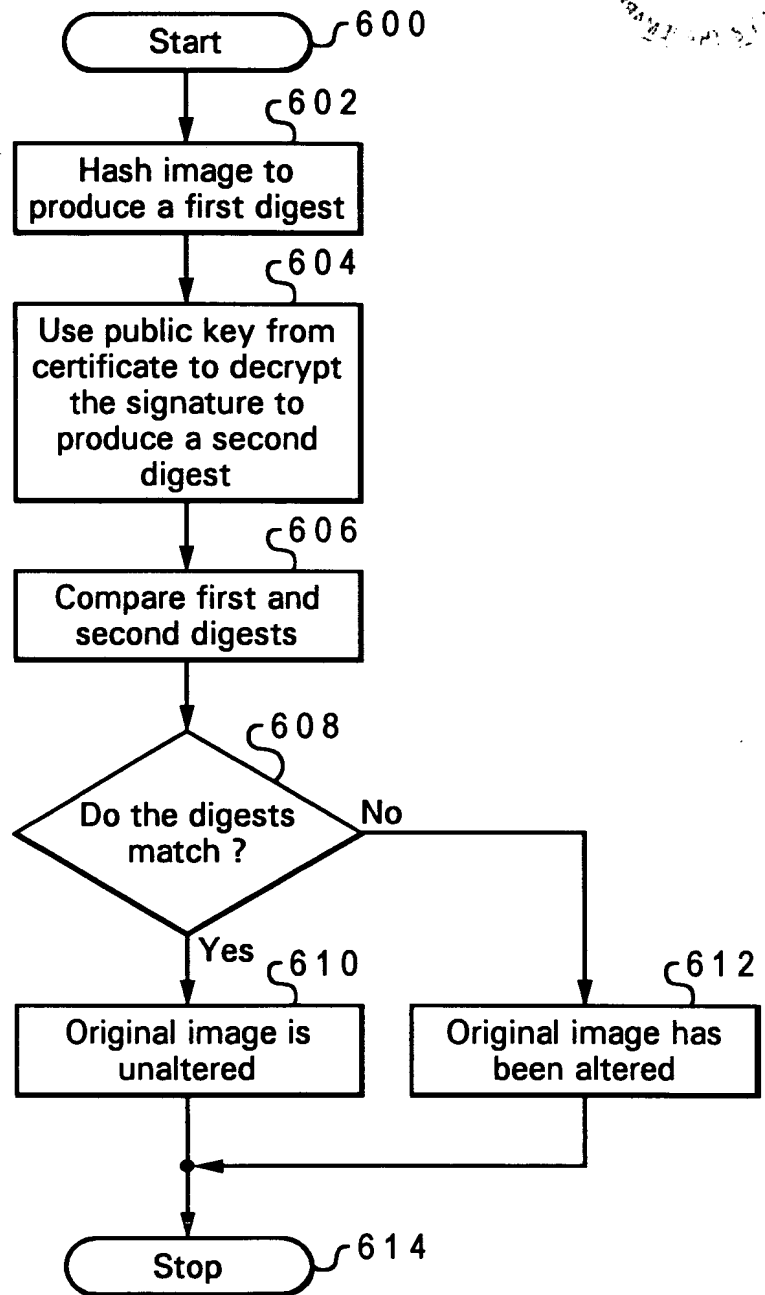 Start
600
602
Hash image to
produce a first digest
604
Use public key from
certificate to decrypt
the signature to
produce a second
digest
606
Compare first and
second digests
608
Do the digests
match ?
No
Yes
610
Original image is
unaltered
612
Original image has
been altered
Stop
614